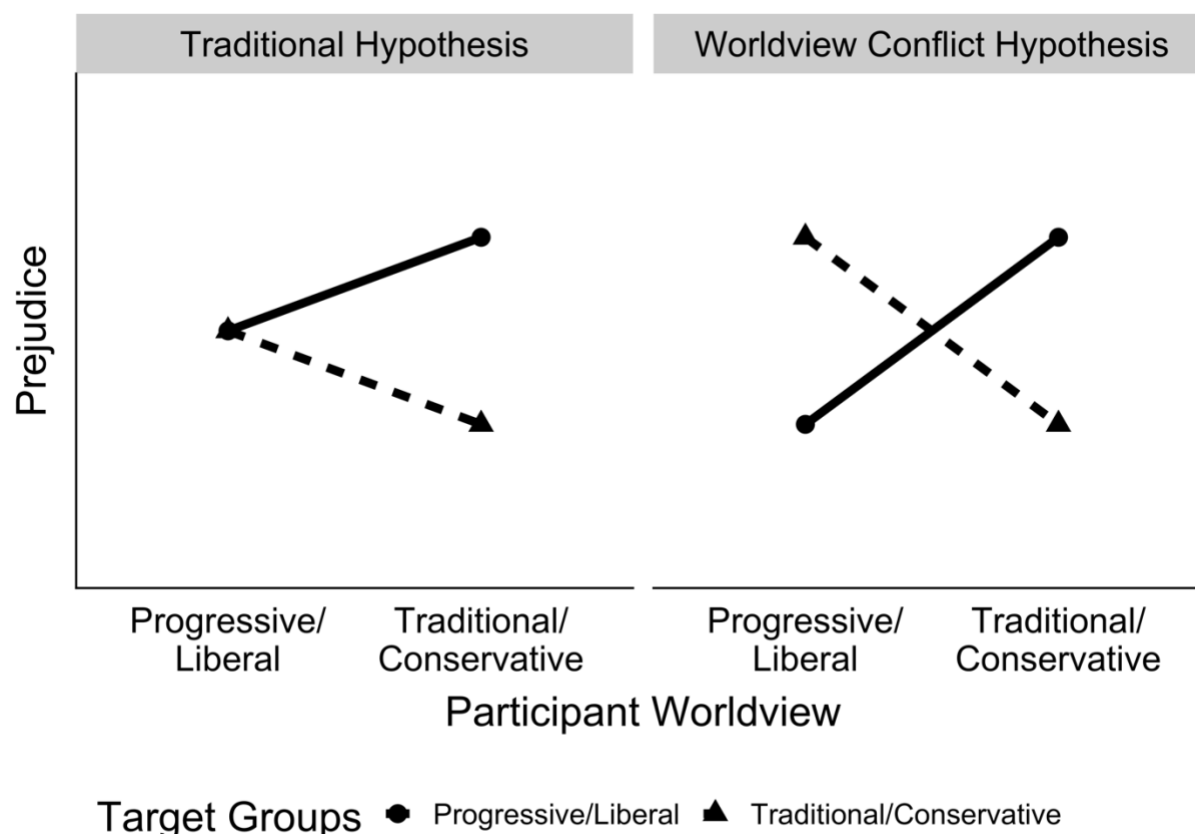 Traditional Hypothesis
Worldview Conflict Hypothesis
Prejudice
Progressive/
Liberal
Traditional/
Conservative
Progressive/
Liberal
Traditional/
Conservative
Participant Worldview
Target Groups Progressive/Liberal Traditional/Conservative